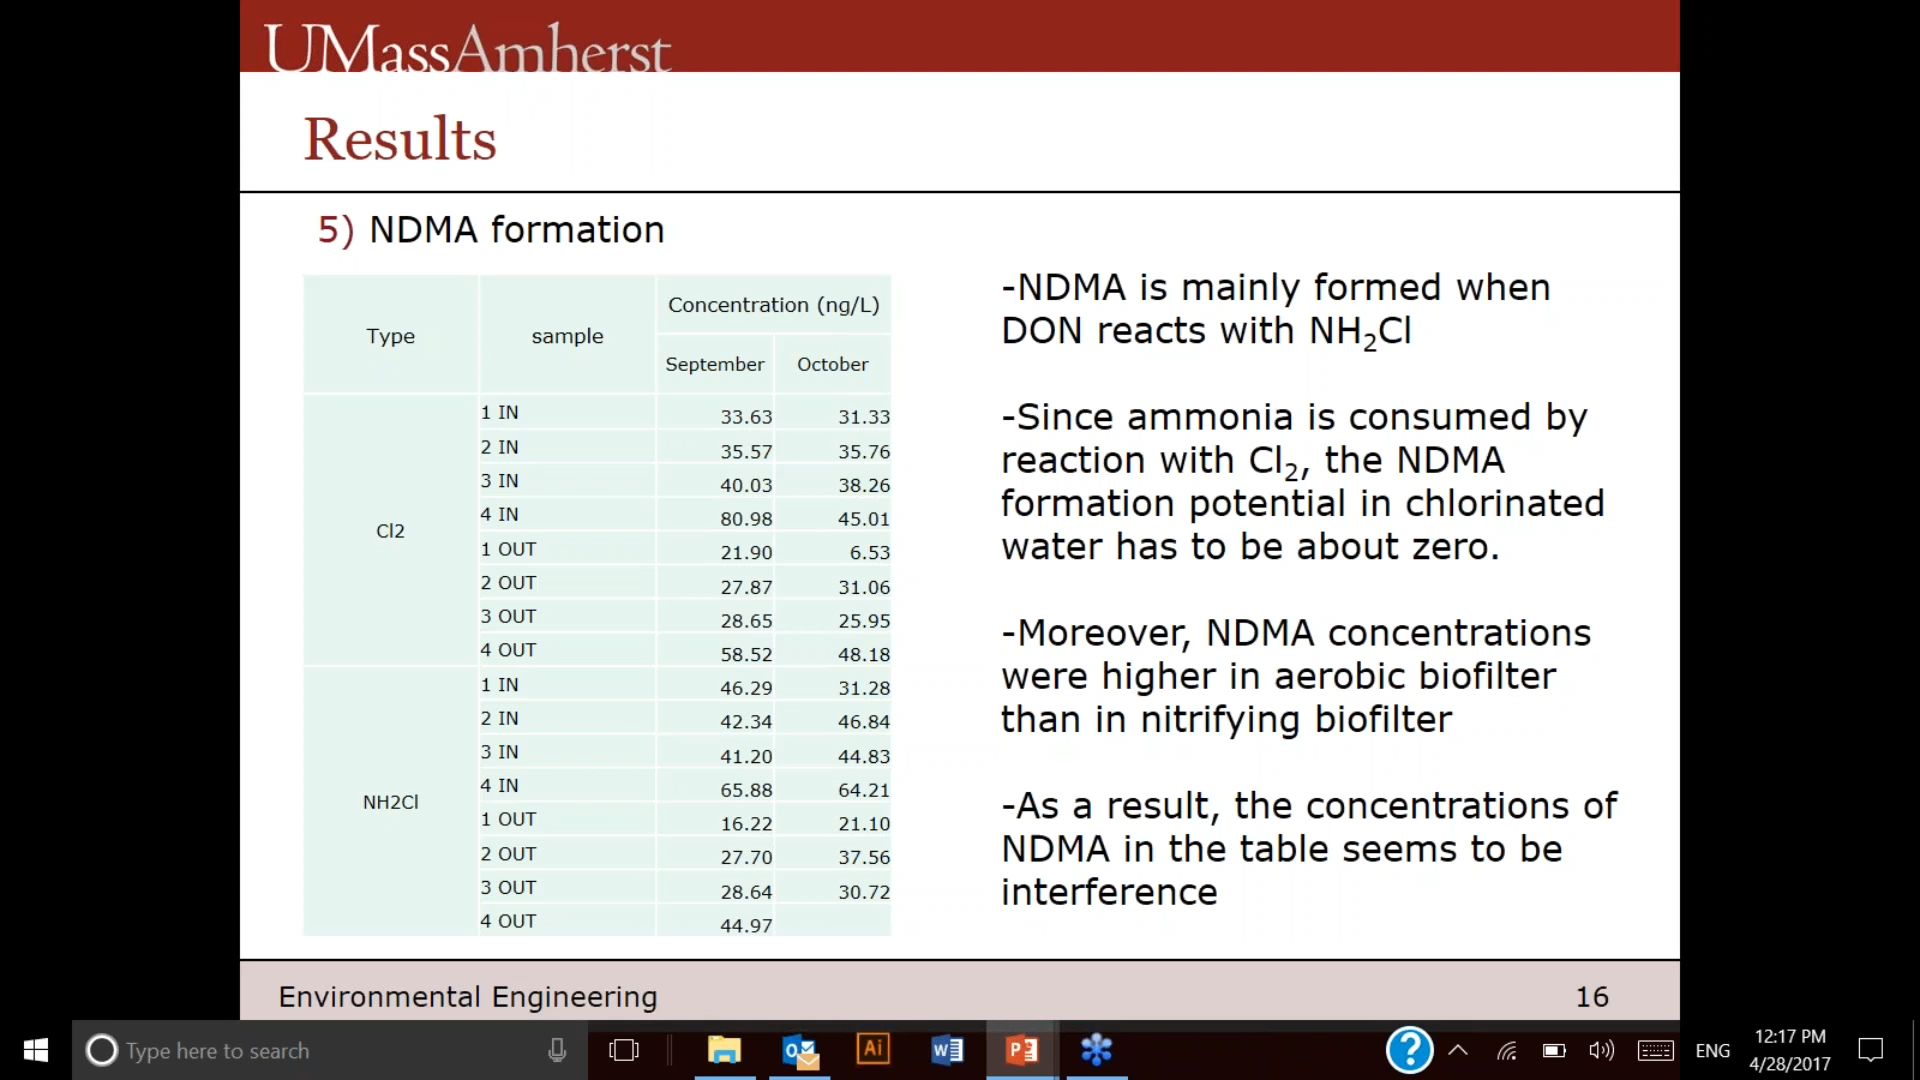 UMassAmherst
Results
5) NDMA formation
Type sample Concentration (ng/L)
September October
Cl2
1 IN 33.63 31.33
2 IN 35.57 35.76
3 IN 40.03 38.26
4 IN 80.98 45.01
1 OUT 21.90 6.53
2 OUT 27.87 31.06
3 OUT 28.65 25.95
4 OUT 58.52 48.18
NH2Cl
1 IN 46.29 31.28
2 IN 42.34 46.84
3 IN 41.20 44.83
4 IN 65.88 64.21
1 OUT 16.22 21.10
2 OUT 27.70 37.56
3 OUT 28.64 30.72
4 OUT 44.97
-NDMA is mainly formed when
DON reacts with NH₂Cl
-Since ammonia is consumed by
reaction with Cl₂, the NDMA
formation potential in chlorinated
water has to be about zero.
-Moreover, NDMA concentrations
were higher in aerobic biofilter
than in nitrifying biofilter
-As a result, the concentrations of
NDMA in the table seems to be
interference
Environmental Engineering 16
Type here to search
Ai
ENG
12:17 PM
4/28/2017